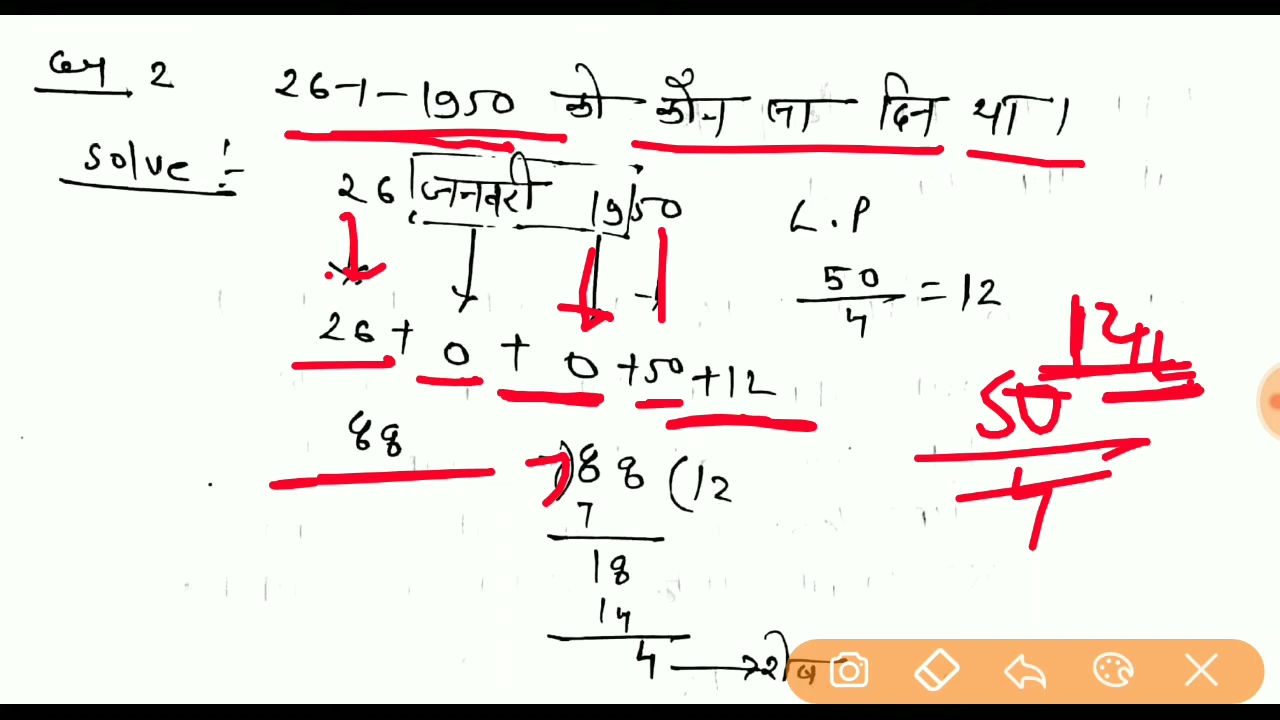 Que 2 26-1-1950 को कौन सा दिन था।
Solve :-
26 जनवरी 1950
L.P
50/4 = 12
26 + 0 + 0 + 50 + 12
12
50
4
88
7)88(12
7
18
14
4 → शेष